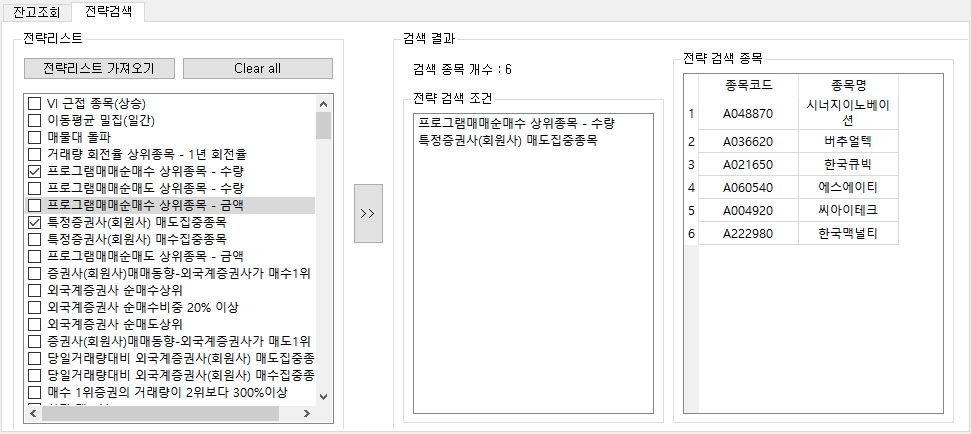 잔고조회
전략검색
전략리스트
전략리스트 가져오기
Clear all
VI 근접 종목(상승)
이동평균 밀집(일간)
매물대 돌파
거래량 회전율 상위종목 - 1년 회전율
프로그램매매순매수 상위종목 - 수량
프로그램매매순매도 상위종목 - 수량
프로그램매매순매수 상위종목 - 금액
특정증권사(회원사) 매도집중종목
특정증권사(회원사) 매수집중종목
프로그램매매순매도 상위종목 - 금액
증권사(회원사)매매동향-외국계증권사가 매수1위
외국계증권사 순매수상위
외국계증권사 순매수비중 20% 이상
외국계증권사 순매도상위
증권사(회원사)매매동향-외국계증권사가 매도1위
당일거래량대비 외국계증권사(회원사) 매도집중종
당일거래량대비 외국계증권사(회원사) 매수집중종
매수 1위증권의 거래량이 2위보다 300%이상
>>
검색 결과
검색 종목 개수 : 6
전략 검색 조건
프로그램매매순매수 상위종목 - 수량
특정증권사(회원사) 매도집중종목
전략 검색 종목
종목코드 종목명
1 A048870 시너지이노베이
션
2 A036620 버추얼텍
3 A021650 한국큐빅
4 A060540 에스에이티
5 A004920 씨아이테크
6 A222980 한국맥널티